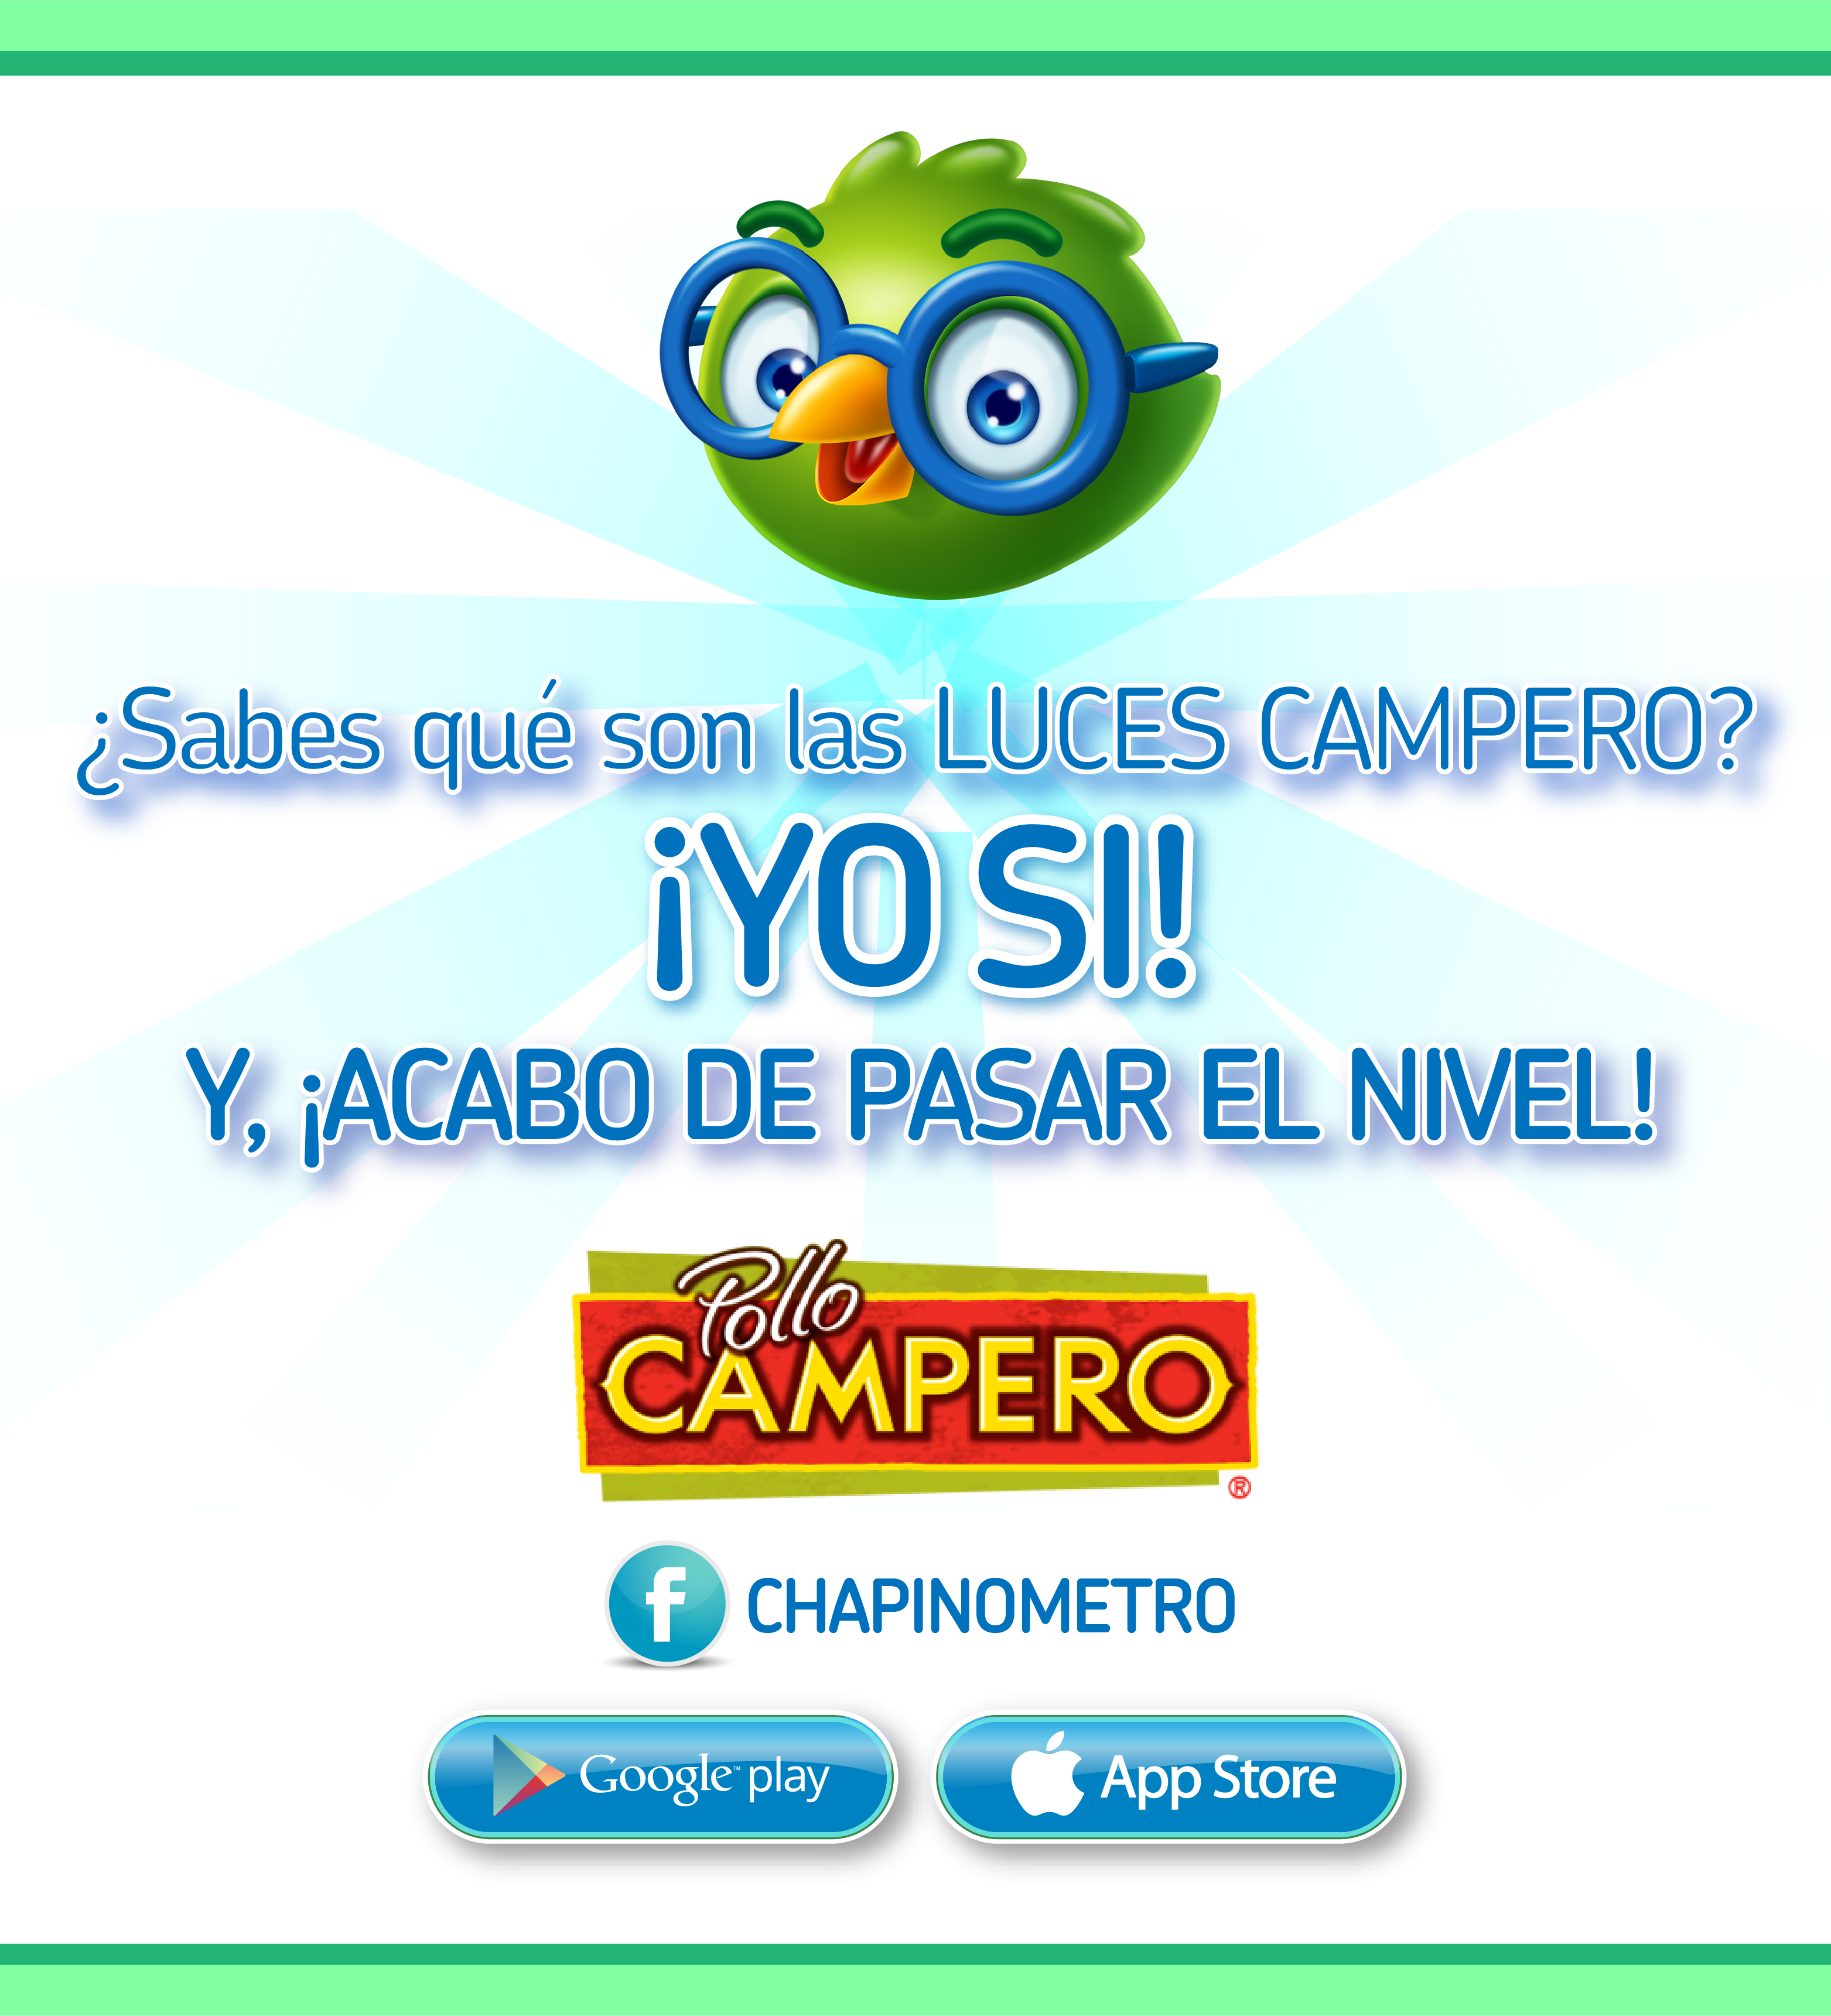 ¿Sabes qué son las LUCES CAMPERO?
¡YO SI!
Y, ¡ACABO DE PASAR EL NIVEL!
Pollo
CAMPERO
®
f CHAPINOMETRO
Google™ play
App Store